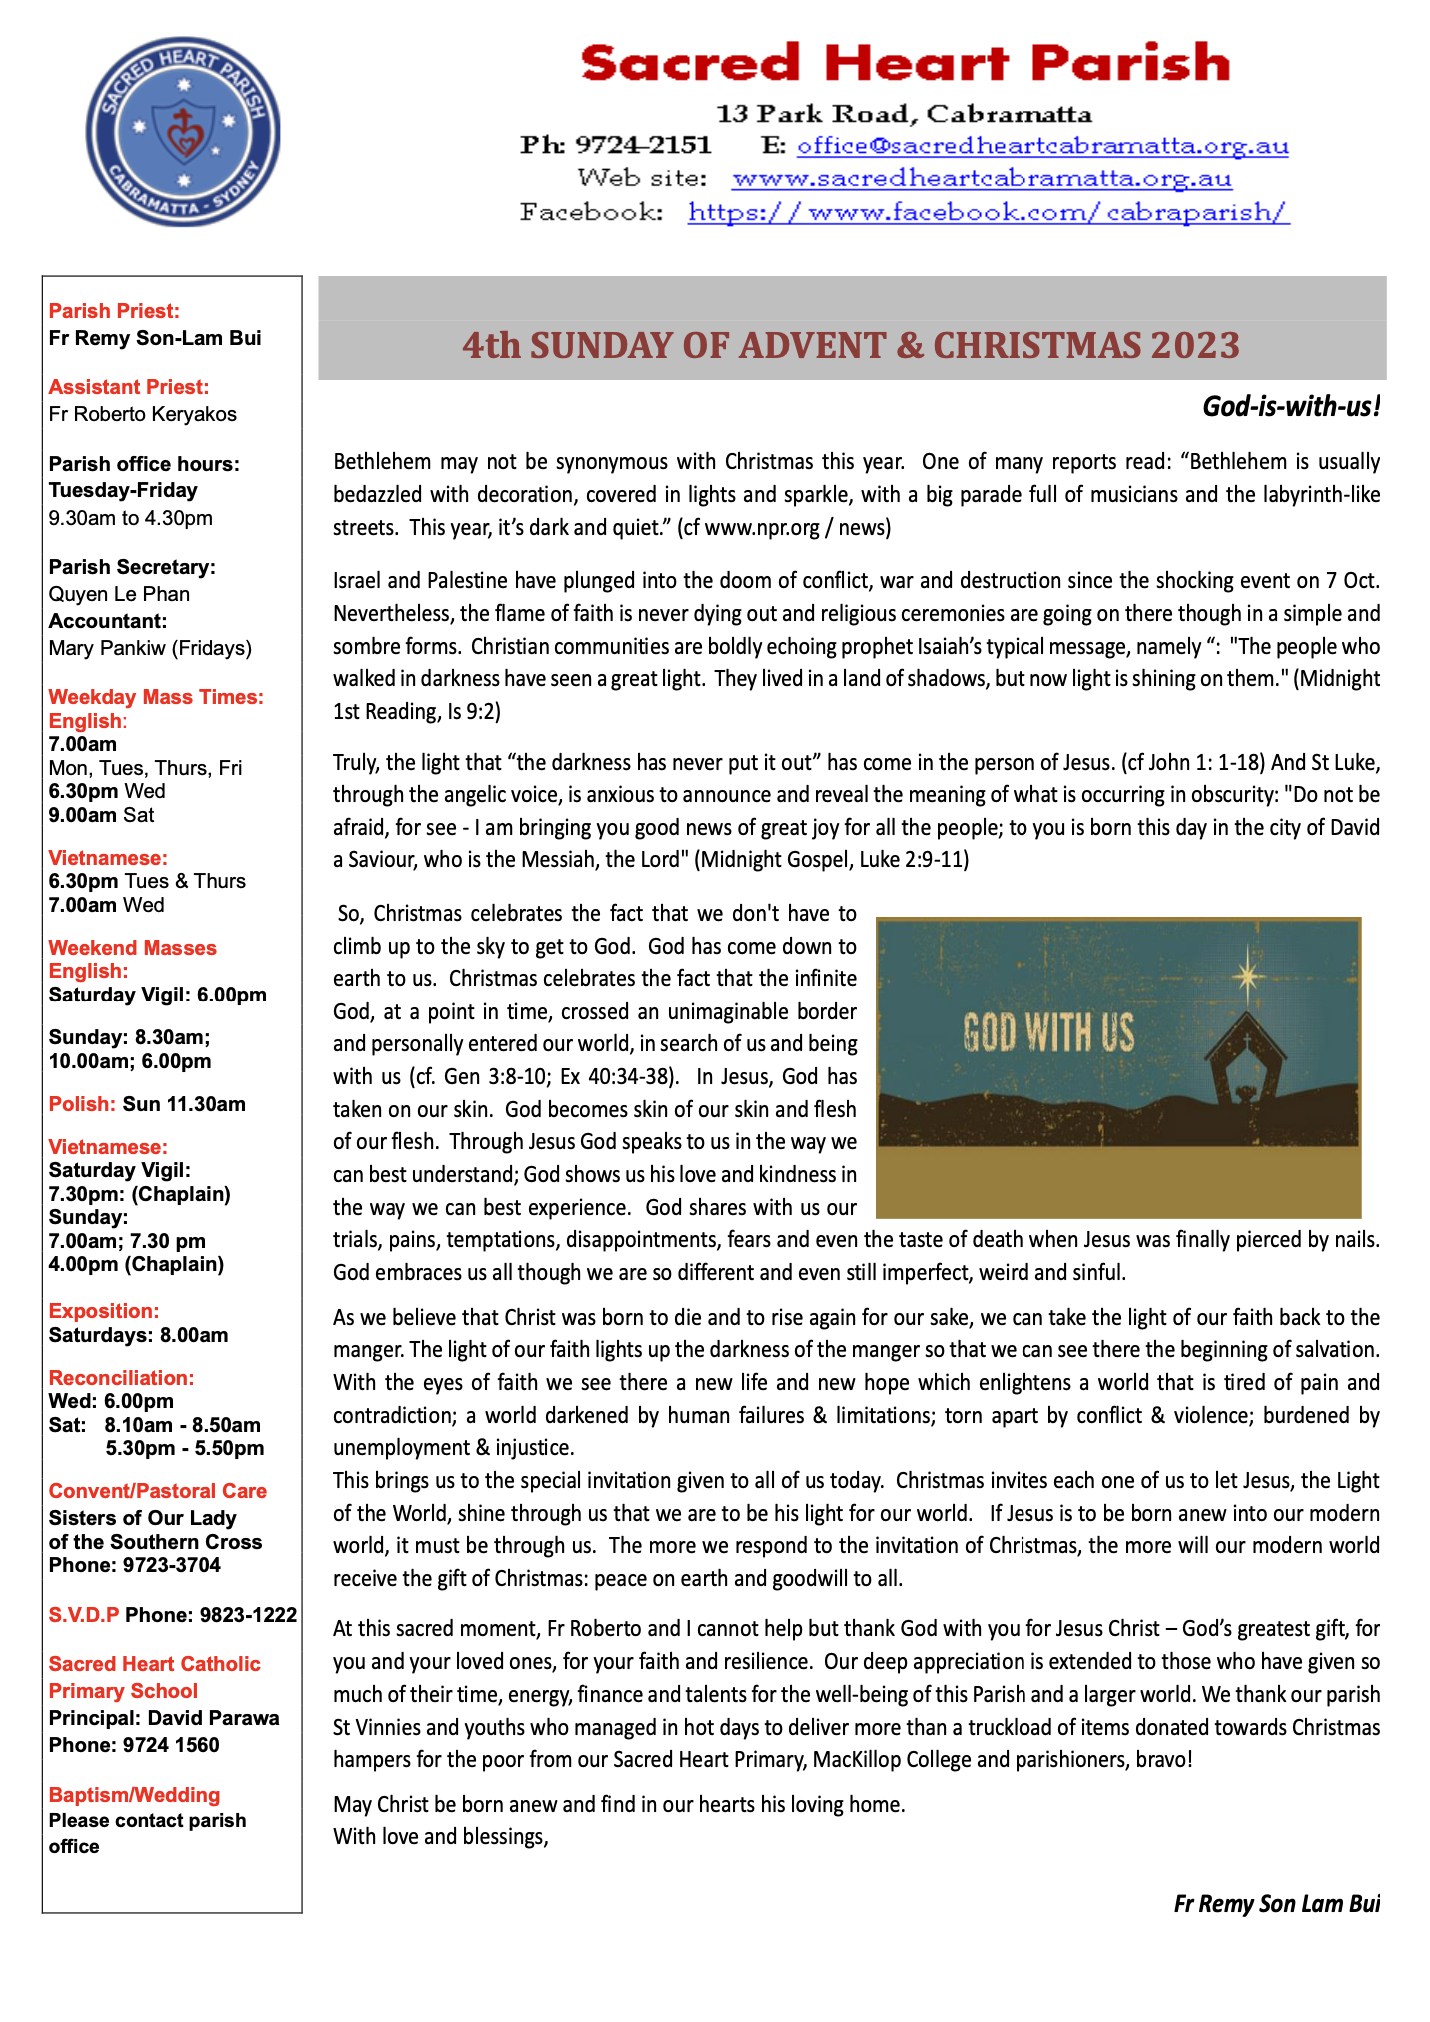 SACRED HEART PARISH
CABRAMATTA - SYDNEY
Sacred Heart Parish
13 Park Road, Cabramatta
Ph: 9724-2151 E: office@sacredheartcabramatta.org.au
Web site: www.sacredheartcabramatta.org.au
Facebook: https://www.facebook.com/cabraparish/
Parish Priest:
Fr Remy Son-Lam Bui
Assistant Priest:
Fr Roberto Keryakos
Parish office hours:
Tuesday-Friday
9.30am to 4.30pm
Parish Secretary:
Quyen Le Phan
Accountant:
Mary Pankiw (Fridays)
Weekday Mass Times:
English:
7.00am
Mon, Tues, Thurs, Fri
6.30pm Wed
9.00am Sat
Vietnamese:
6.30pm Tues & Thurs
7.00am Wed
Weekend Masses
English:
Saturday Vigil: 6.00pm
Sunday: 8.30am;
10.00am; 6.00pm
Polish: Sun 11.30am
Vietnamese:
Saturday Vigil:
7.30pm: (Chaplain)
Sunday:
7.00am; 7.30 pm
4.00pm (Chaplain)
Exposition:
Saturdays: 8.00am
Reconciliation:
Wed: 6.00pm
Sat: 8.10am - 8.50am
5.30pm - 5.50pm
Convent/Pastoral Care
Sisters of Our Lady
of the Southern Cross
Phone: 9723-3704
S.V.D.P Phone: 9823-1222
Sacred Heart Catholic
Primary School
Principal: David Parawa
Phone: 9724 1560
Baptism/Wedding
Please contact parish
office
4th SUNDAY OF ADVENT & CHRISTMAS 2023
God-is-with-us!
Bethlehem may not be synonymous with Christmas this year. One of many reports read: “Bethlehem is usually
bedazzled with decoration, covered in lights and sparkle, with a big parade full of musicians and the labyrinth-like
streets. This year, it’s dark and quiet.” (cf www.npr.org / news)
Israel and Palestine have plunged into the doom of conflict, war and destruction since the shocking event on 7 Oct.
Nevertheless, the flame of faith is never dying out and religious ceremonies are going on there though in a simple and
sombre forms. Christian communities are boldly echoing prophet Isaiah’s typical message, namely “: "The people who
walked in darkness have seen a great light. They lived in a land of shadows, but now light is shining on them." (Midnight
1st Reading, Is 9:2)
Truly, the light that “the darkness has never put it out” has come in the person of Jesus. (cf John 1: 1-18) And St Luke,
through the angelic voice, is anxious to announce and reveal the meaning of what is occurring in obscurity: "Do not be
afraid, for see - I am bringing you good news of great joy for all the people; to you is born this day in the city of David
a Saviour, who is the Messiah, the Lord" (Midnight Gospel, Luke 2:9-11)
So, Christmas celebrates the fact that we don't have to
climb up to the sky to get to God. God has come down to
earth to us. Christmas celebrates the fact that the infinite
God, at a point in time, crossed an unimaginable border
and personally entered our world, in search of us and being
with us (cf. Gen 3:8-10; Ex 40:34-38). In Jesus, God has
taken on our skin. God becomes skin of our skin and flesh
of our flesh. Through Jesus God speaks to us in the way we
can best understand; God shows us his love and kindness in
the way we can best experience. God shares with us our
GOD WITH US
trials, pains, temptations, disappointments, fears and even the taste of death when Jesus was finally pierced by nails.
God embraces us all though we are so different and even still imperfect, weird and sinful.
As we believe that Christ was born to die and to rise again for our sake, we can take the light of our faith back to the
manger. The light of our faith lights up the darkness of the manger so that we can see there the beginning of salvation.
With the eyes of faith we see there a new life and new hope which enlightens a world that is tired of pain and
contradiction; a world darkened by human failures & limitations; torn apart by conflict & violence; burdened by
unemployment & injustice.
This brings us to the special invitation given to all of us today. Christmas invites each one of us to let Jesus, the Light
of the World, shine through us that we are to be his light for our world. If Jesus is to be born anew into our modern
world, it must be through us. The more we respond to the invitation of Christmas, the more will our modern world
receive the gift of Christmas: peace on earth and goodwill to all.
At this sacred moment, Fr Roberto and I cannot help but thank God with you for Jesus Christ – God’s greatest gift, for
you and your loved ones, for your faith and resilience. Our deep appreciation is extended to those who have given so
much of their time, energy, finance and talents for the well-being of this Parish and a larger world. We thank our parish
St Vinnies and youths who managed in hot days to deliver more than a truckload of items donated towards Christmas
hampers for the poor from our Sacred Heart Primary, MacKillop College and parishioners, bravo!
May Christ be born anew and find in our hearts his loving home.
With love and blessings,
Fr Remy Son Lam Bui